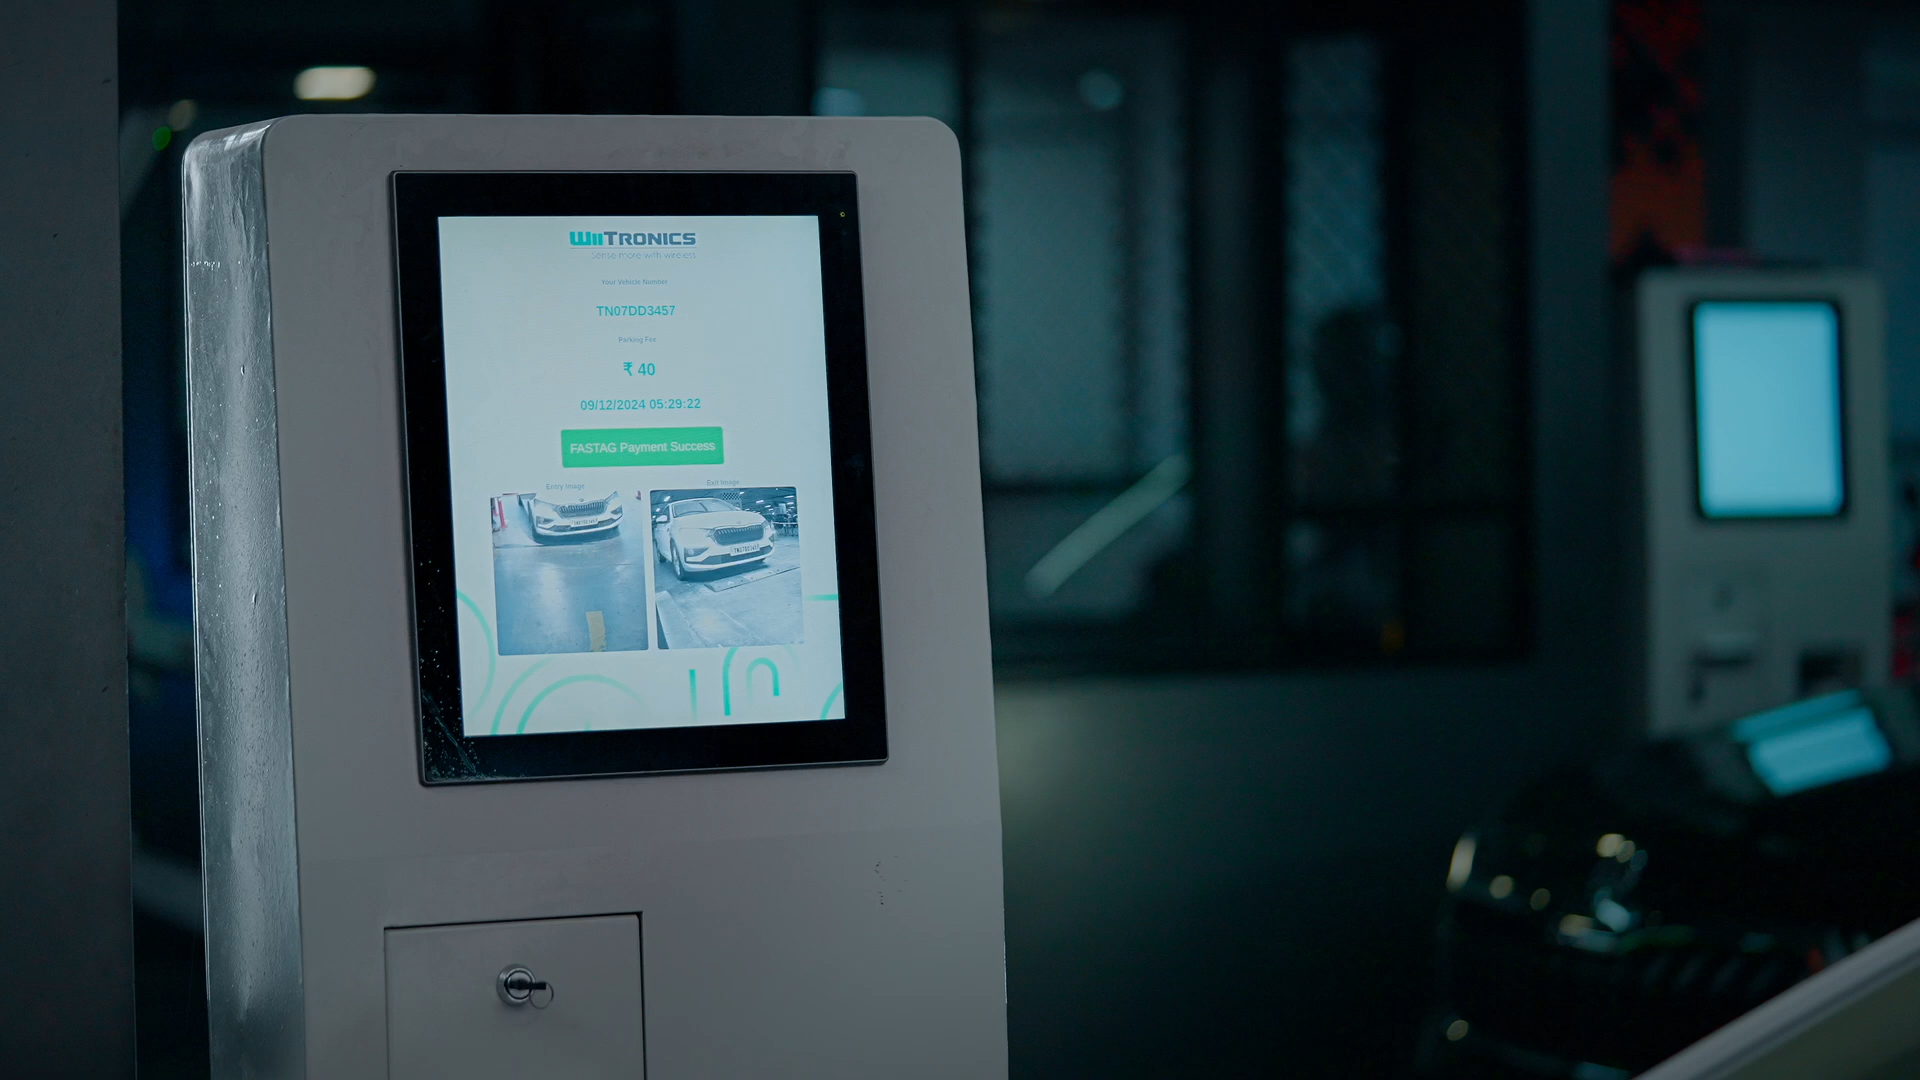 WiiTRONICS
Sense more with wireless
Your Vehicle Number
TN07DD3457
Parking Fee
₹ 40
09/12/2024 05:29:22
FASTAG Payment Success
Entry Image
Exit Image